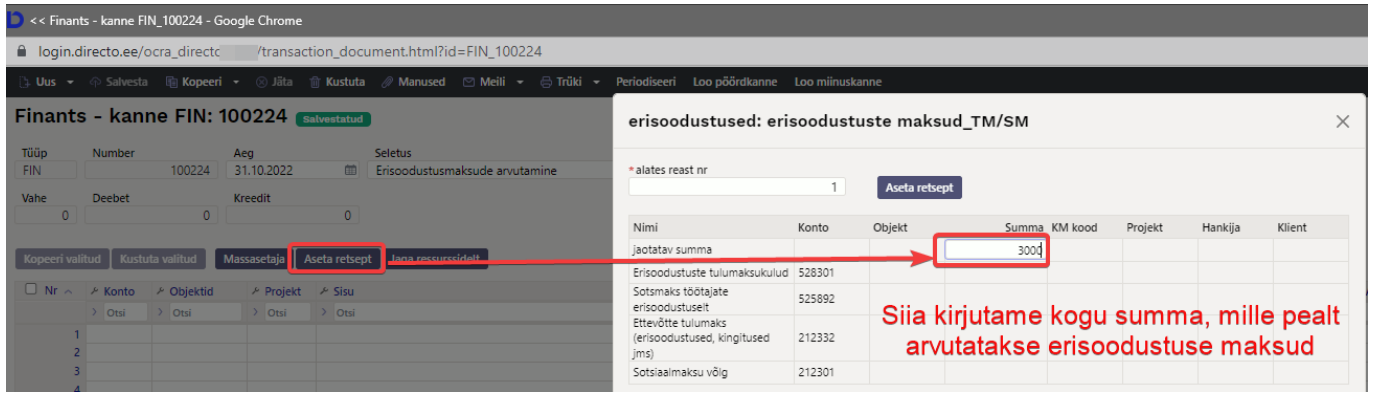 << Finants - kanne FIN_100224 - Google Chrome
login.directo.ee/ocra_directo /transaction_document.html?id=FIN_100224
Uus Salvesta Kopeeri Jäta Kustuta Manused Meili Trüki Periodiseeri Loo pöördkanne Loo miinuskanne
Finants - kanne FIN: 100224 Salvestatud
Tüüp Number Aeg Seletus
FIN 100224 31.10.2022 Erisoodustusmaksude arvutamine
Vahe Deebet Kreedit
0 0 0
Kopeeri valitud Kustuta valitud Massasetaja Aseta retsept Jaga ressurssidelt
Nr Konto Objektid Projekt Sisu
Otsi Otsi Otsi Otsi
1
2
3
4
erisoodustused: erisoodustuste maksud_TM/SM
* alates reast nr
1 Aseta retsept
Nimi Konto Objekt Summa KM kood Projekt Hankija Klient
jaotatav summa 3000
Erisoodustuste tulumaksukulud 528301
Sotsmaks töötajate
erisoodustuselt 525892
Ettevõtte tulumaks
(erisoodustused, kingitused 212332
jms)
Sotsiaalmaksu võlg 212301
Siia kirjutame kogu summa, mille pealt
arvutatakse erisoodustuse maksud